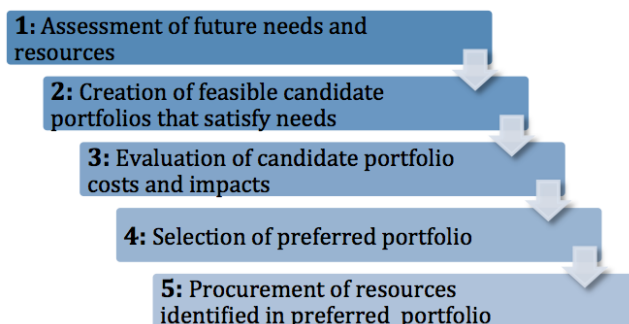 1: Assessment of future needs and
resources
2: Creation of feasible candidate
portfolios that satisfy needs
3: Evaluation of candidate portfolio
costs and impacts
4: Selection of preferred portfolio
5: Procurement of resources
identified in preferred portfolio